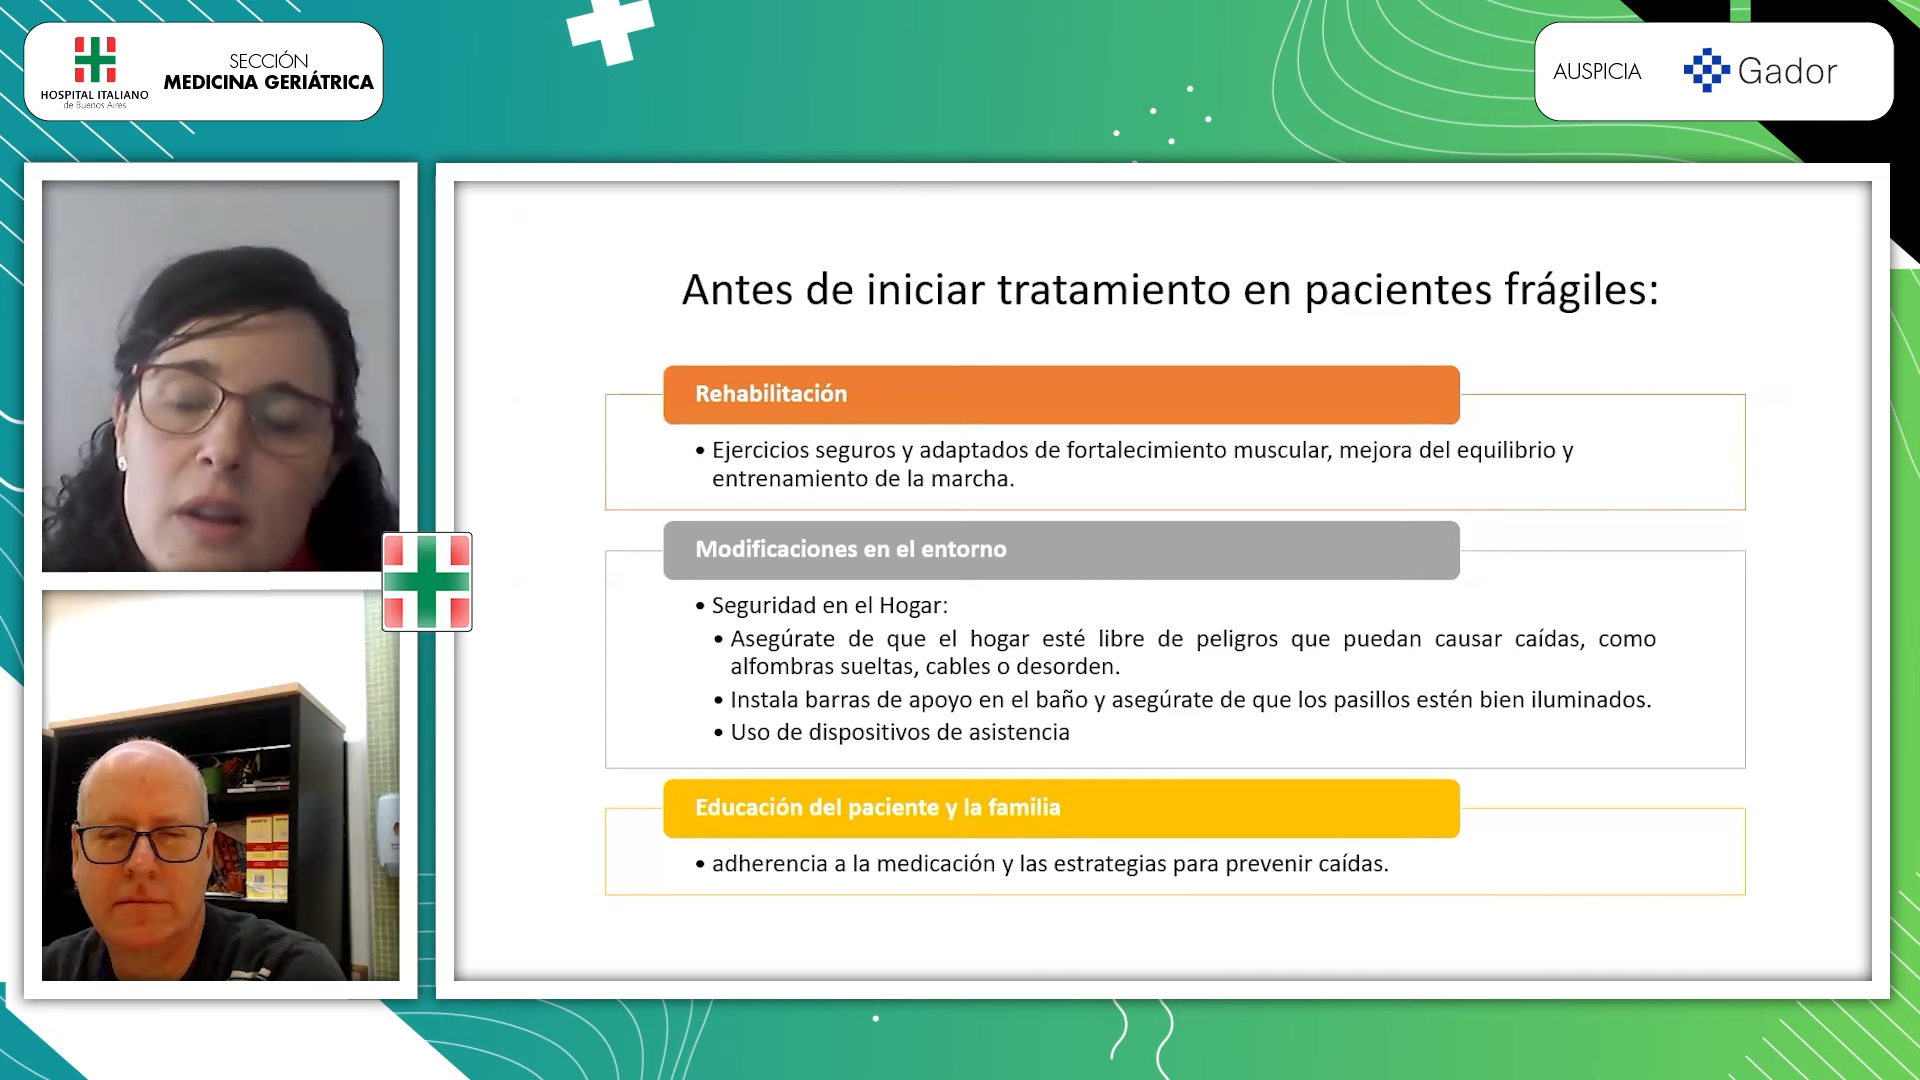 HOSPITAL ITALIANO
de Buenos Aires
SECCIÓN
MEDICINA GERIÁTRICA
AUSPICIA
Gador
Antes de iniciar tratamiento en pacientes frágiles:
Rehabilitación
• Ejercicios seguros y adaptados de fortalecimiento muscular, mejora del equilibrio y
entrenamiento de la marcha.
Modificaciones en el entorno
• Seguridad en el Hogar:
• Asegúrate de que el hogar esté libre de peligros que puedan causar caídas, como
alfombras sueltas, cables o desorden.
• Instala barras de apoyo en el baño y asegúrate de que los pasillos estén bien iluminados.
• Uso de dispositivos de asistencia
Educación del paciente y la familia
• adherencia a la medicación y las estrategias para prevenir caídas.